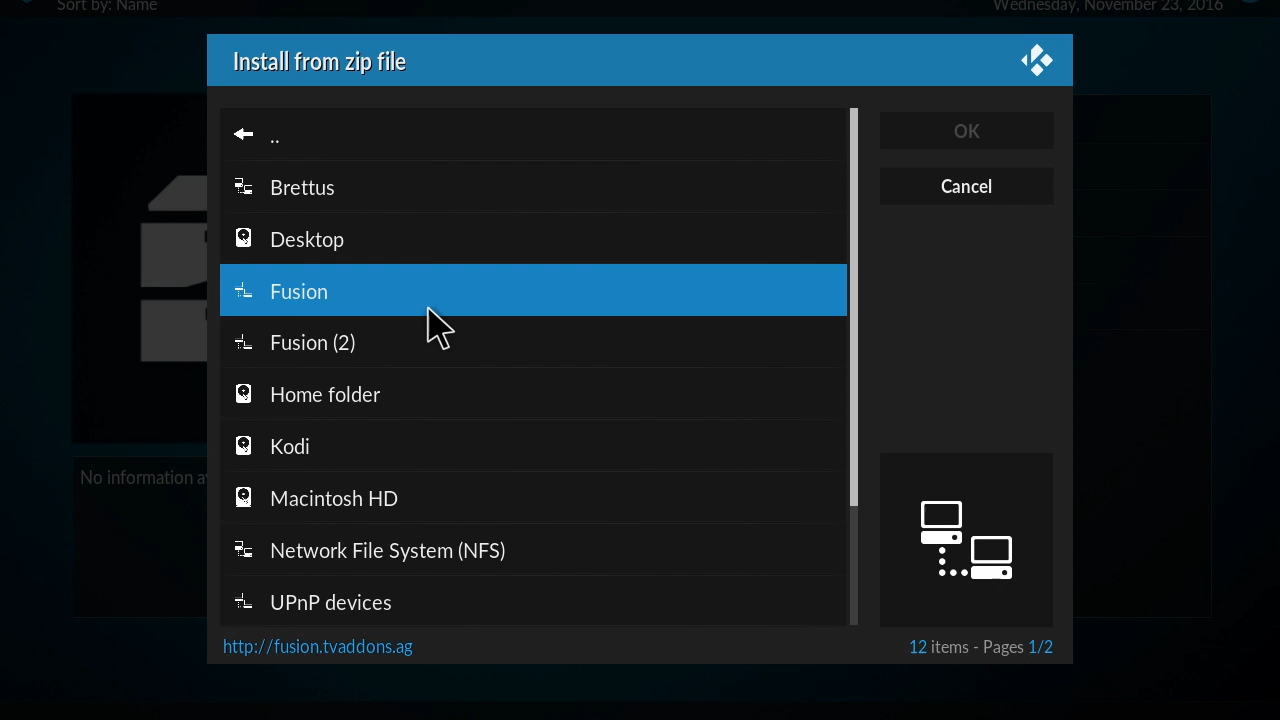 Sort by: Name
Wednesday, November 23, 2016
Install from zip file
..
OK
Brettus
Cancel
Desktop
Fusion
Fusion (2)
Home folder
Kodi
No information
Macintosh HD
Network File System (NFS)
UPnP devices
http://fusion.tvaddons.ag
12 items - Pages 1/2